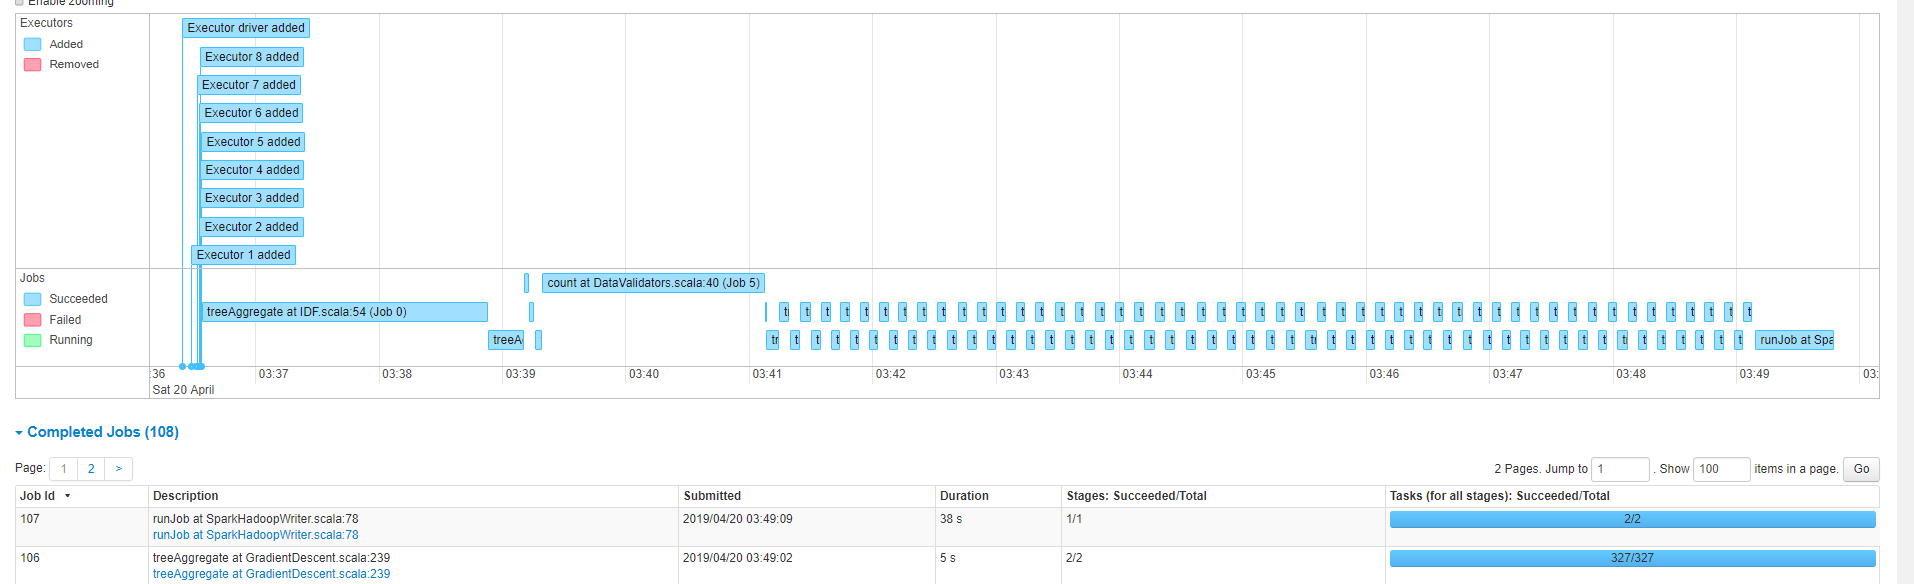 Enable zooming
Executors
Added
Removed
Executor driver added
Executor 8 added
Executor 7 added
Executor 6 added
Executor 5 added
Executor 4 added
Executor 3 added
Executor 2 added
Executor 1 added
Jobs
Succeeded
Failed
Running
count at DataValidators.scala:40 (Job 5)
treeAggregate at IDF.scala:54 (Job 0)
treeA
runJob at Spa
:36 03:37 03:38 03:39 03:40 03:41 03:42 03:43 03:44 03:45 03:46 03:47 03:48 03:49 03:
Sat 20 April
Completed Jobs (108)
Page: 1 2 > 2 Pages. Jump to 1 . Show 100 items in a page. Go
Job Id ▾ Description Submitted Duration Stages: Succeeded/Total Tasks (for all stages): Succeeded/Total
107 runJob at SparkHadoopWriter.scala:78 2019/04/20 03:49:09 38 s 1/1 2/2
runJob at SparkHadoopWriter.scala:78
106 treeAggregate at GradientDescent.scala:239 2019/04/20 03:49:02 5 s 2/2 327/327
treeAggregate at GradientDescent.scala:239